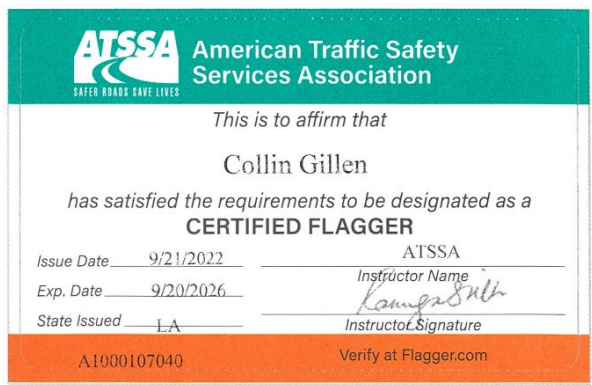 ATSSA
SAFER ROADS SAVE LIVES
American Traffic Safety
Services Association
This is to affirm that
Collin Gillen
has satisfied the requirements to be designated as a
CERTIFIED FLAGGER
Issue Date 9/21/2022
ATSSA
Instructor Name
Exp. Date 9/20/2026
State Issued LA
Instructor Signature
A1000107040
Verify at Flagger.com